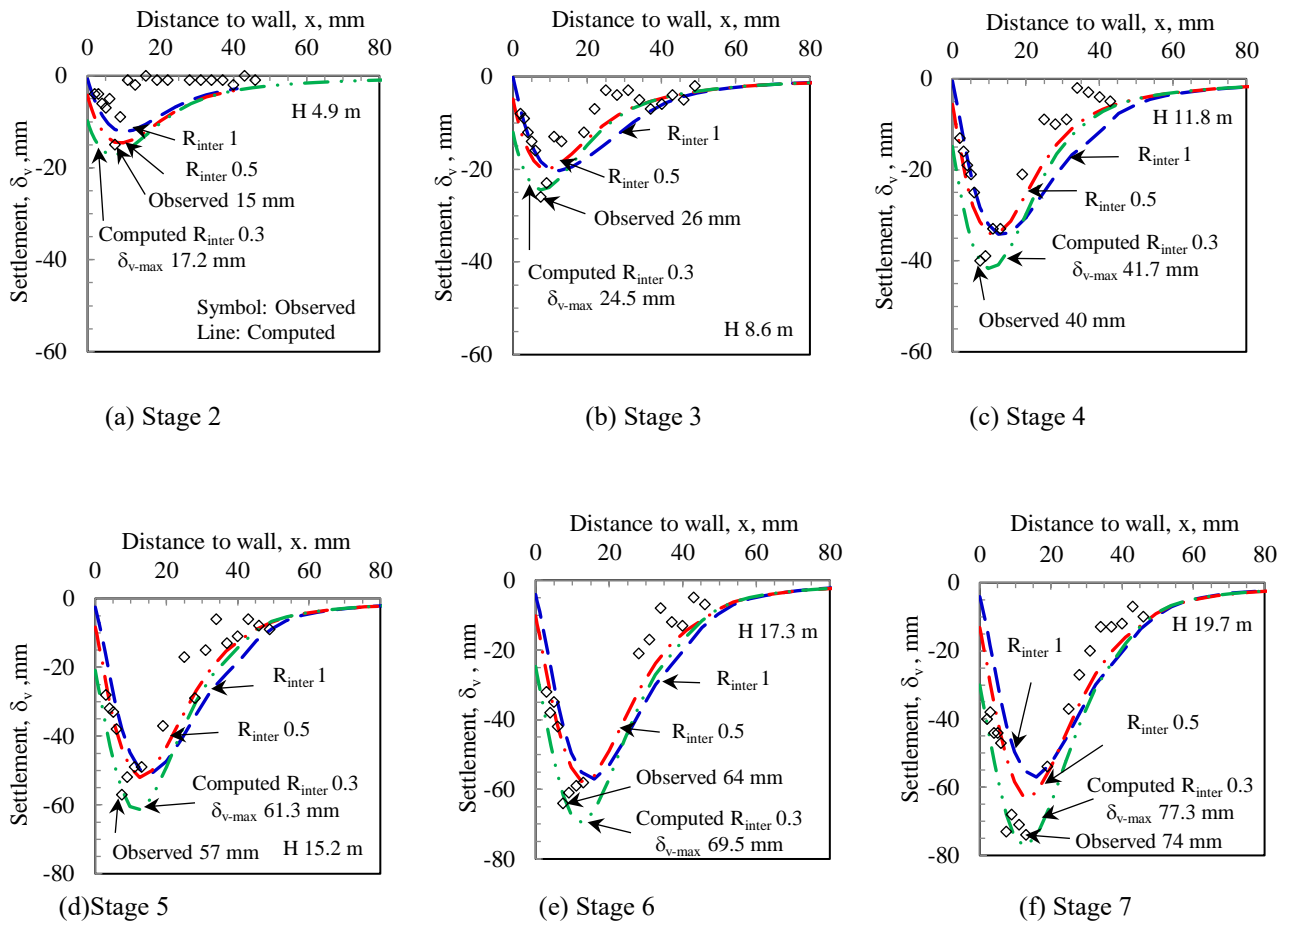 Distance to wall, x, mm
0 20 40 60 80
0
-20
-40
-60
Settlement, δv ,mm
H 4.9 m
Rinter 1
Rinter 0.5
Observed 15 mm
Computed Rinter 0.3
δv-max 17.2 mm
Symbol: Observed
Line: Computed
(a) Stage 2
Distance to wall, x, mm
0 20 40 60 80
0
-20
-40
-60
Settlement, δv , mm
Rinter 1
Rinter 0.5
Observed 26 mm
Computed Rinter 0.3
δv-max 24.5 mm
H 8.6 m
(b) Stage 3
Distance to wall, x, mm
0 20 40 60 80
0
-20
-40
-60
Settlement, δv , mm
H 11.8 m
Rinter 1
Rinter 0.5
Computed Rinter 0.3
δv-max 41.7 mm
Observed 40 mm
(c) Stage 4
Distance to wall, x. mm
0 20 40 60 80
0
-20
-40
-60
-80
Settlement, δv ,mm
Rinter 1
Rinter 0.5
Computed Rinter 0.3
δv-max 61.3 mm
Observed 57 mm
H 15.2 m
(d)Stage 5
Distance to wall, x, mm
0 20 40 60 80
0
-20
-40
-60
-80
Settlement, δv , mm
H 17.3 m
Rinter 1
Rinter 0.5
Observed 64 mm
Computed Rinter 0.3
δv-max 69.5 mm
(e) Stage 6
Distance to wall, x, mm
0 20 40 60 80
0
-20
-40
-60
-80
Settlement, δv , mm
H 19.7 m
Rinter 1
Rinter 0.5
Computed Rinter 0.3
δv-max 77.3 mm
Observed 74 mm
(f) Stage 7